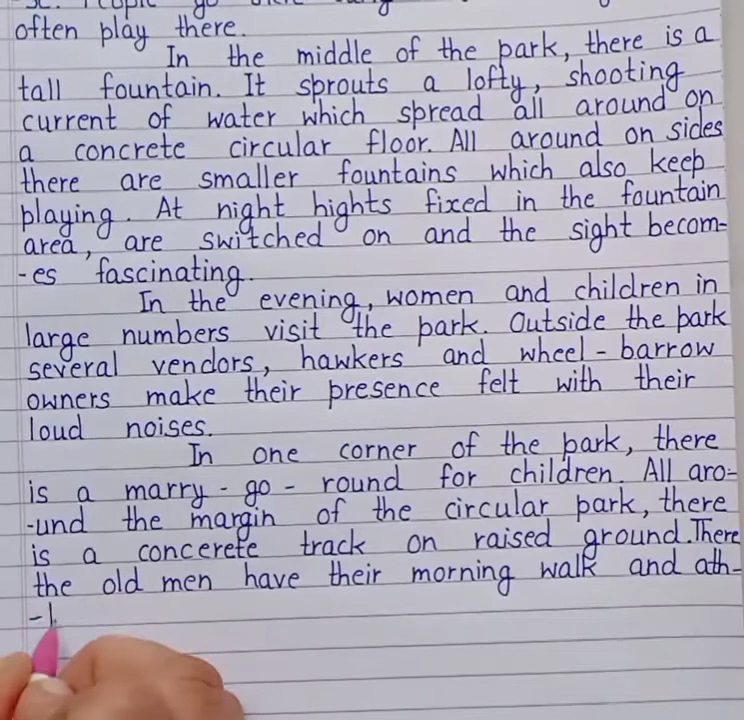 often play there.
In the middle of the park, there is a
tall fountain. It sprouts a lofty, shooting
current of water which spread all around on
a concrete circular floor. All around on sides
there are smaller fountains which also keep
playing. At night hights fixed in the fountain
area, are switched on and the sight becom-
-es fascinating.
In the evening, women and children in
large numbers visit the park. Outside the park
several vendors, hawkers and wheel-barrow
owners make their presence felt with their
loud noises.
In one corner of the park, there
is a marry-go-round for children. All aro-
-und the margin of the circular park, there
is a concerete track on raised ground. There
the old men have their morning walk and ath-
-l